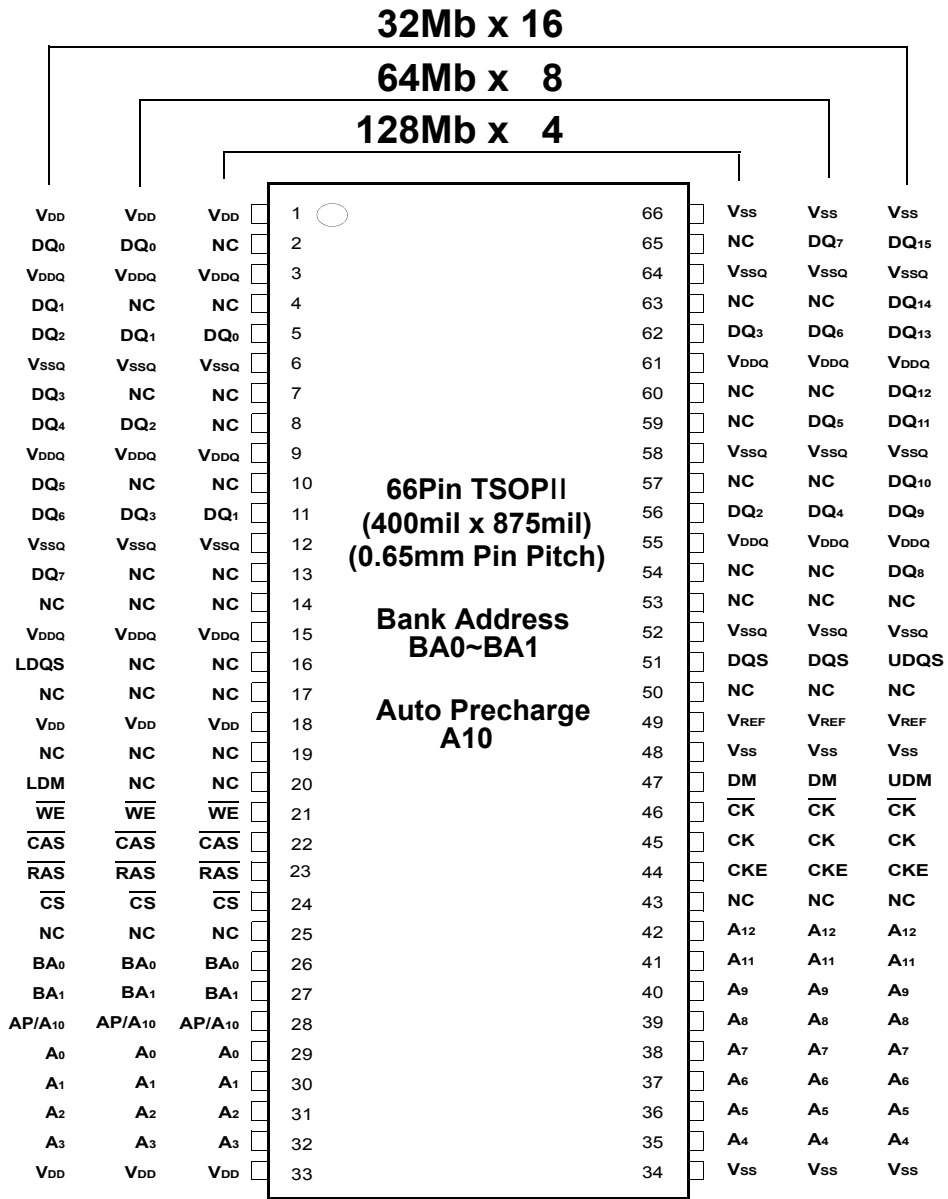 32Mb x 16
64Mb x 8
128Mb x 4
VDD VDD VDD 1 66 VSS VSS VSS
DQ0 DQ0 NC 2 65 NC DQ7 DQ15
VDDQ VDDQ VDDQ 3 64 VSSQ VSSQ VSSQ
DQ1 NC NC 4 63 NC NC DQ14
DQ2 DQ1 DQ0 5 62 DQ3 DQ6 DQ13
VSSQ VSSQ VSSQ 6 61 VDDQ VDDQ VDDQ
DQ3 NC NC 7 60 NC NC DQ12
DQ4 DQ2 NC 8 59 NC DQ5 DQ11
VDDQ VDDQ VDDQ 9 58 VSSQ VSSQ VSSQ
DQ5 NC NC 10 57 NC NC DQ10
DQ6 DQ3 DQ1 11 56 DQ2 DQ4 DQ9
VSSQ VSSQ VSSQ 12 55 VDDQ VDDQ VDDQ
DQ7 NC NC 13 54 NC NC DQ8
NC NC NC 14 53 NC NC NC
VDDQ VDDQ VDDQ 15 52 VSSQ VSSQ VSSQ
LDQS NC NC 16 51 DQS DQS UDQS
NC NC NC 17 50 NC NC NC
VDD VDD VDD 18 49 VREF VREF VREF
NC NC NC 19 48 VSS VSS VSS
LDM NC NC 20 47 DM DM UDM
WE WE WE 21 46 CK CK CK
CAS CAS CAS 22 45 CK CK CK
RAS RAS RAS 23 44 CKE CKE CKE
CS CS CS 24 43 NC NC NC
NC NC NC 25 42 A12 A12 A12
BA0 BA0 BA0 26 41 A11 A11 A11
BA1 BA1 BA1 27 40 A9 A9 A9
AP/A10 AP/A10 AP/A10 28 39 A8 A8 A8
A0 A0 A0 29 38 A7 A7 A7
A1 A1 A1 30 37 A6 A6 A6
A2 A2 A2 31 36 A5 A5 A5
A3 A3 A3 32 35 A4 A4 A4
VDD VDD VDD 33 34 VSS VSS VSS
66Pin TSOPII
(400mil x 875mil)
(0.65mm Pin Pitch)
Bank Address
BA0~BA1
Auto Precharge
A10